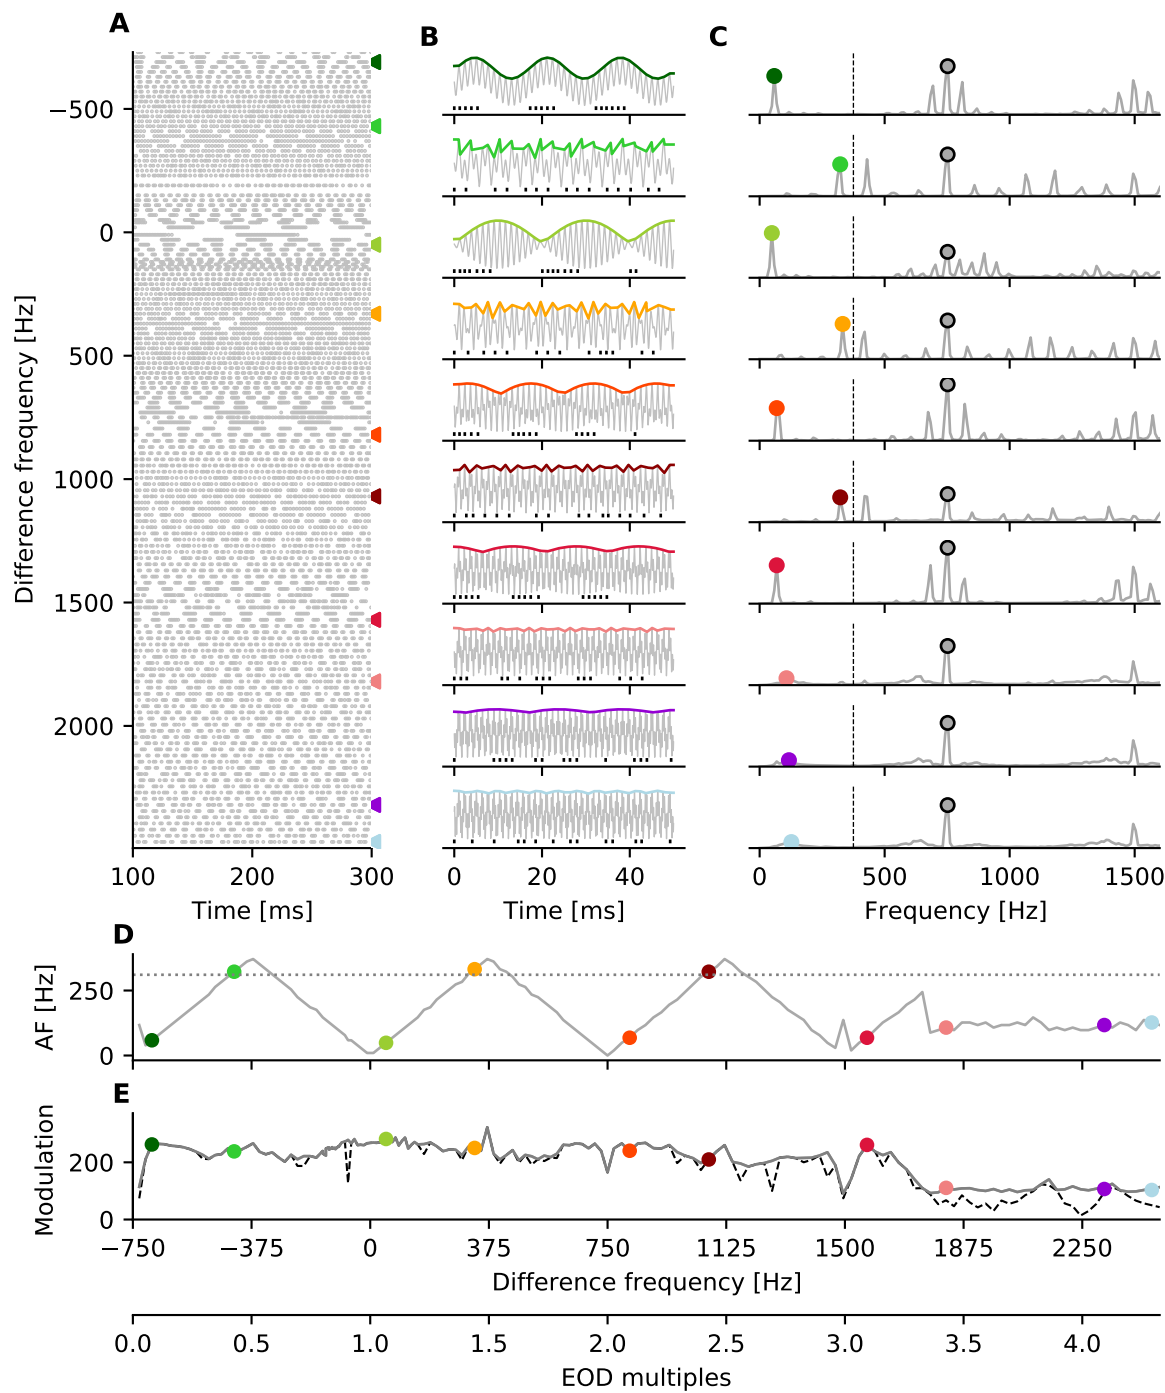 A
B
C
Difference frequency [Hz]
−500
0
500
1000
1500
2000
100
200
300
Time [ms]
0
20
40
Time [ms]
0
500
1000
1500
Frequency [Hz]
D
AF [Hz]
250
0
E
Modulation
200
0
−750
−375
0
375
750
1125
1500
1875
2250
Difference frequency [Hz]
0.0
0.5
1.0
1.5
2.0
2.5
3.0
3.5
4.0
EOD multiples